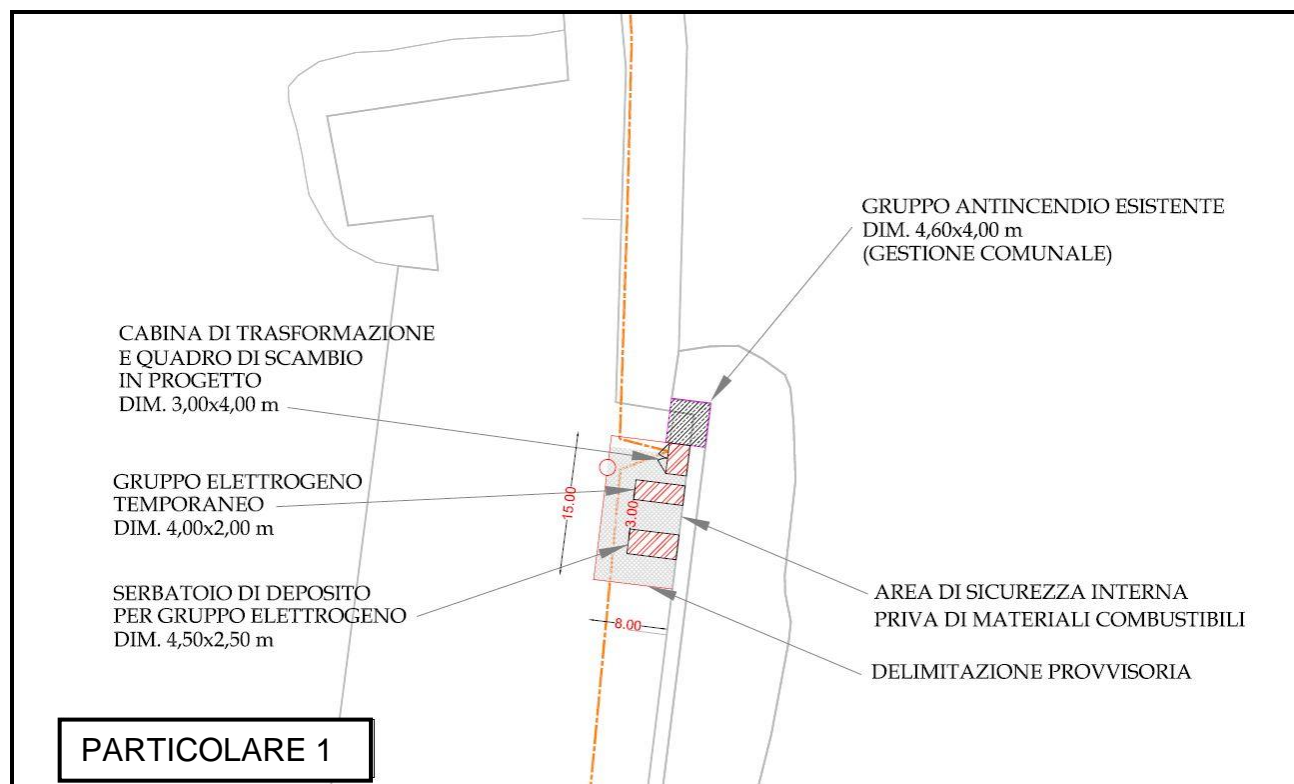 GRUPPO ANTINCENDIO ESISTENTE
DIM. 4,60x4,00 m
(GESTIONE COMUNALE)
CABINA DI TRASFORMAZIONE
E QUADRO DI SCAMBIO
IN PROGETTO
DIM. 3,00x4,00 m
GRUPPO ELETTROGENO
TEMPORANEO
DIM. 4,00x2,00 m
15.00
3.00
SERBATOIO DI DEPOSITO
PER GRUPPO ELETTROGENO
DIM. 4,50x2,50 m
8.00
AREA DI SICUREZZA INTERNA
PRIVA DI MATERIALI COMBUSTIBILI
DELIMITAZIONE PROVVISORIA
PARTICOLARE 1